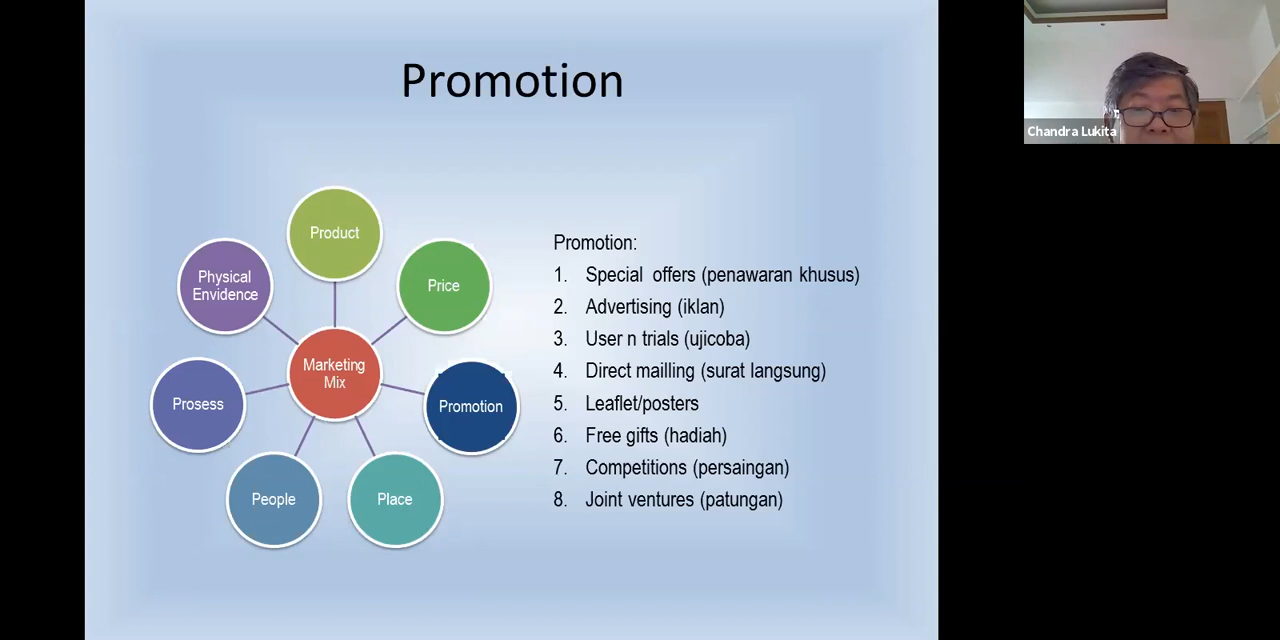 Promotion
Product
Price
Physical
Envidence
Marketing
Mix
Promotion
Prosess
People
Place
Promotion:
1. Special offers (penawaran khusus)
2. Advertising (iklan)
3. User n trials (ujicoba)
4. Direct mailling (surat langsung)
5. Leaflet/posters
6. Free gifts (hadiah)
7. Competitions (persaingan)
8. Joint ventures (patungan)
Chandra Lukita